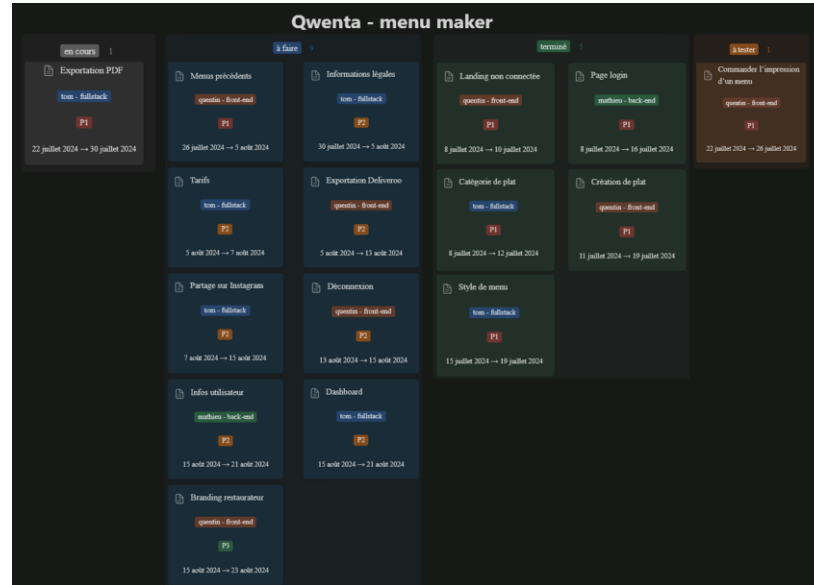 Qwenta - menu maker
en cours 1
Exportation PDF
tom - fullstack
P1
22 juillet 2024 → 30 juillet 2024
à faire 9
Menus précédents
quentin - front-end
P1
26 juillet 2024 → 5 août 2024
Informations légales
tom - fullstack
P2
30 juillet 2024 → 5 août 2024
Tarifs
tom - fullstack
P2
5 août 2024 → 7 août 2024
Exportation Deliveroo
quentin - front-end
P2
5 août 2024 → 13 août 2024
Partage sur Instagram
tom - fullstack
P2
7 août 2024 → 15 août 2024
Déconnexion
quentin - front-end
P2
13 août 2024 → 15 août 2024
Infos utilisateur
mathieu - back-end
P2
15 août 2024 → 21 août 2024
Dashboard
tom - fullstack
P2
15 août 2024 → 21 août 2024
Branding restaurateur
quentin - front-end
P3
15 août 2024 → 23 août 2024
terminé 5
Landing non connectée
quentin - front-end
P1
8 juillet 2024 → 10 juillet 2024
Page login
mathieu - back-end
P1
8 juillet 2024 → 16 juillet 2024
Catégorie de plat
tom - fullstack
P1
8 juillet 2024 → 12 juillet 2024
Création de plat
quentin - front-end
P1
11 juillet 2024 → 19 juillet 2024
Style de menu
tom - fullstack
P1
15 juillet 2024 → 19 juillet 2024
à tester 1
Commander l'impression
d'un menu
quentin - front-end
P1
22 juillet 2024 → 26 juillet 2024